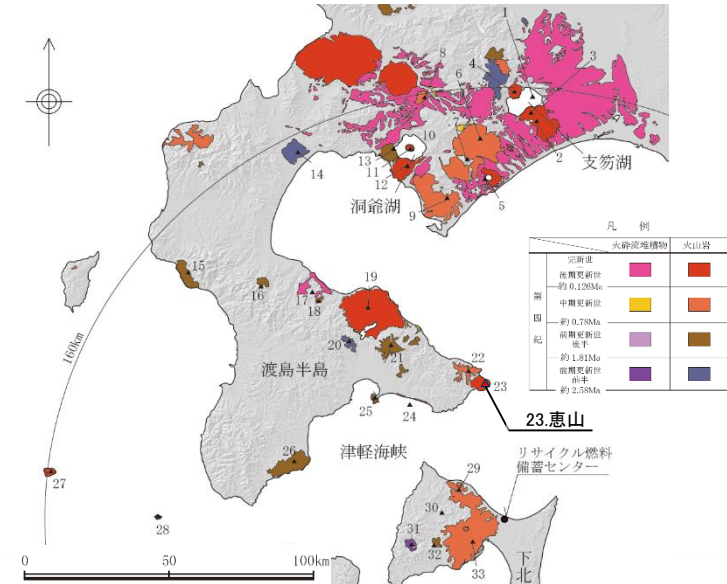 1
3
4
8
6
10
13
11
12
14
2
5
9
支笏湖
洞爺湖
凡 例
火砕流堆積物 火山岩
第四紀
完新世
後期更新世
約 0.126Ma
中期更新世
約 0.78Ma
前期更新世
後半
約 1.81Ma
前期更新世
前半
約 2.58Ma
15
16
17
18
19
20
21
22
23
160km
渡島半島
23.恵山
25
24
26
津軽海峡
リサイクル燃料
備蓄センター
27
28
29
30
31
32
33
下北
0 50 100km